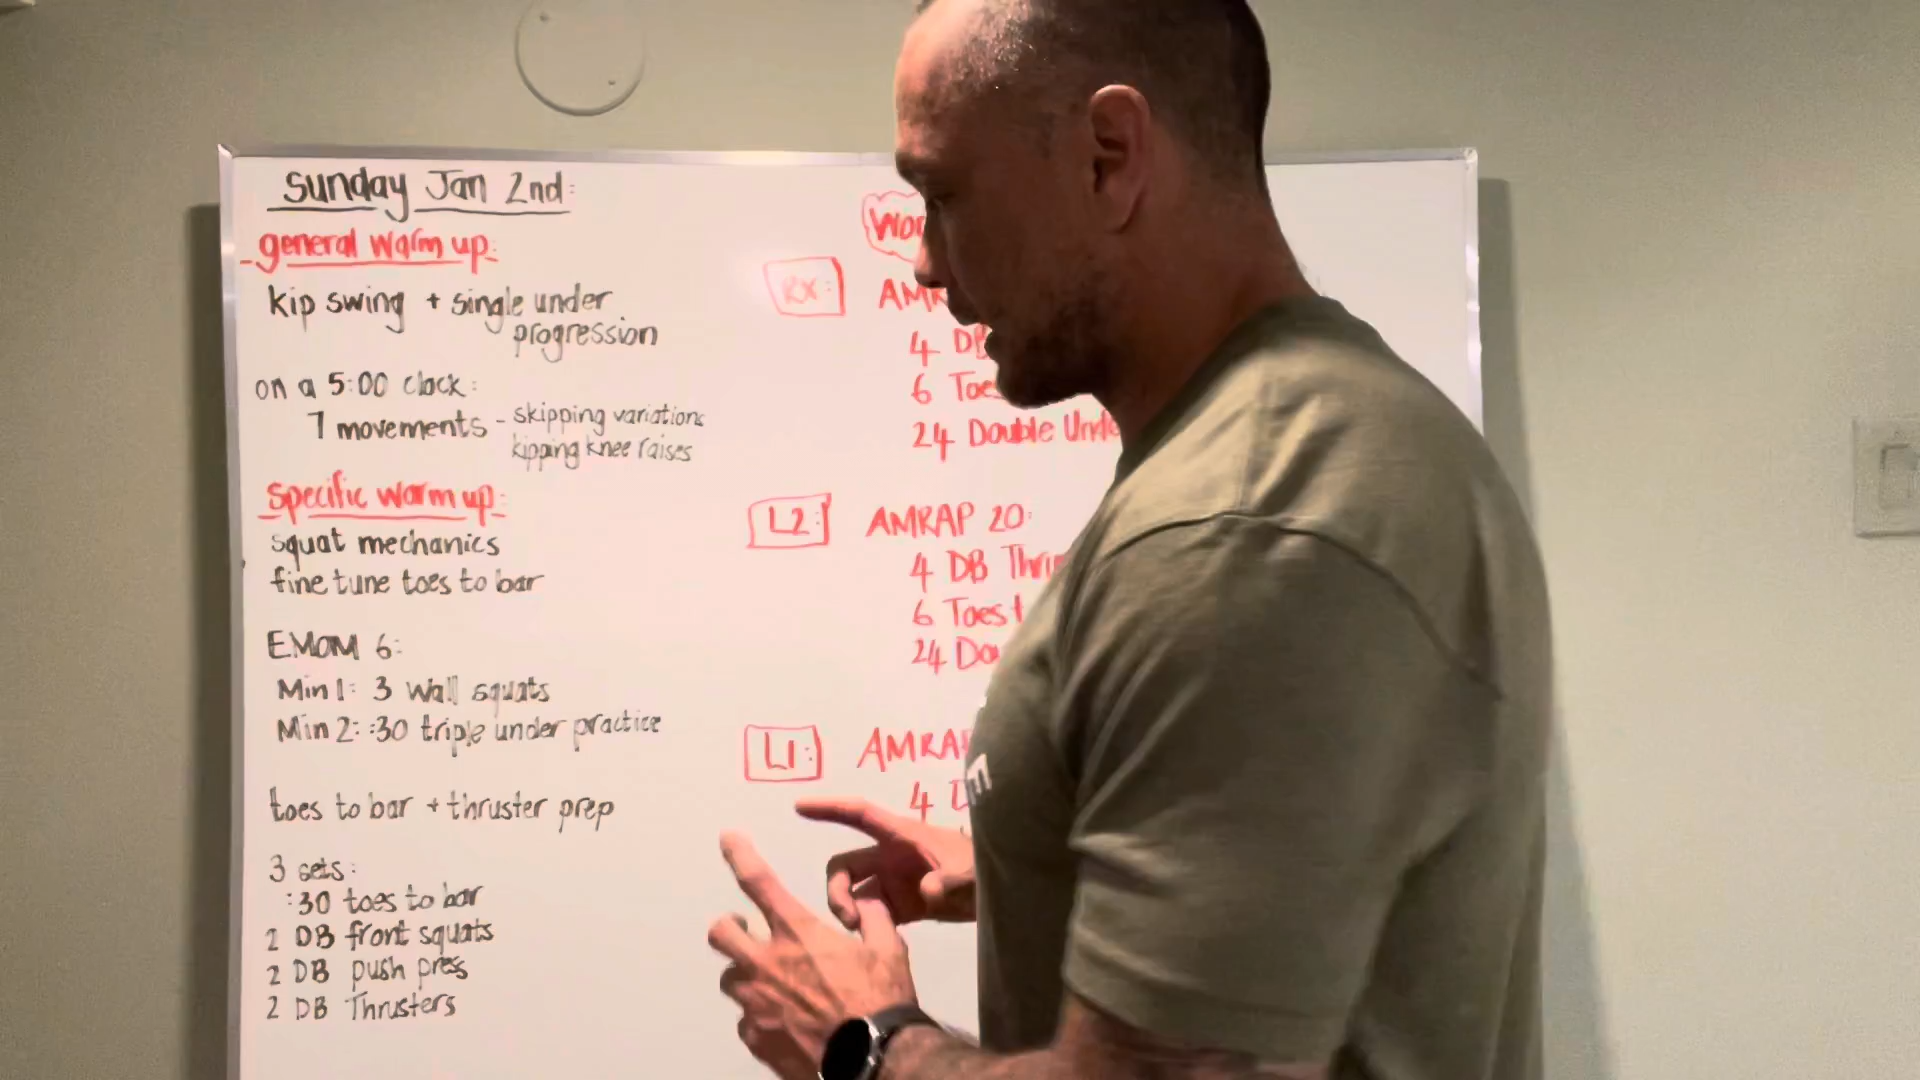 Sunday Jan 2nd:
general warm up:
kip swing + single under
progression
on a 5:00 clock:
7 movements - skipping variations
kipping knee raises
specific warm up:
squat mechanics
fine tune toes to bar
EMOM 6:
Min 1: 3 wall squats
Min 2: :30 triple under practice
toes to bar + thruster prep
3 sets:
:30 toes to bar
2 DB front squats
2 DB push press
2 DB Thrusters
RX:
4 DB
6
24 Double
L2:
AMRAP 20:
4 DB
6 Toes
24
L1:
4